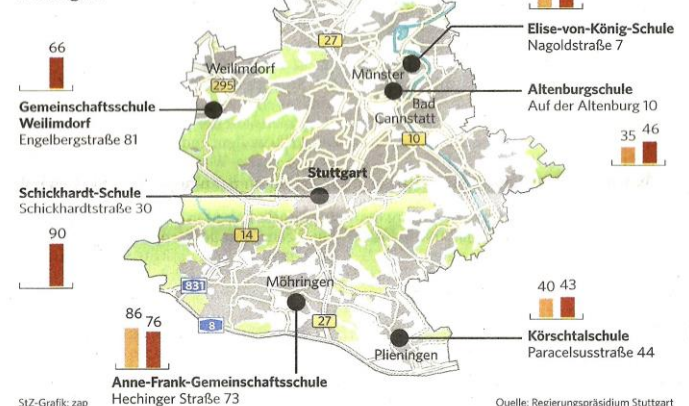 27
Elise-von-König-Schule
Nagoldstraße 7
66
Weilimdorf
295
Münster
Altenburgschule
Auf der Altenburg 10
Bad
Cannstatt
Gemeinschaftsschule
Weilimdorf
Engelbergstraße 81
10
35 46
Stuttgart
Schickhardt-Schule
Schickhardtstraße 30
14
90
831
Möhringen
40 43
86 76
8
27
Plieningen
Körschtalschule
Paracelsusstraße 44
Anne-Frank-Gemeinschaftsschule
Hechinger Straße 73
StZ-Grafik: zap
Quelle: Regierungspräsidium Stuttgart